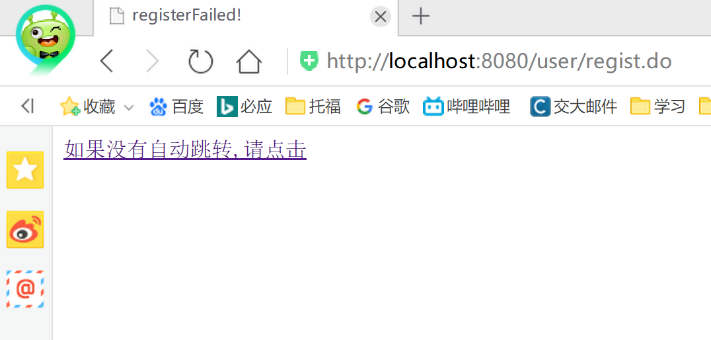 registerFailed!
http://localhost:8080/user/regist.do
收藏 百度 必应 托福 谷歌 哔哩哔哩 交大邮件 学习
如果没有自动跳转,请点击